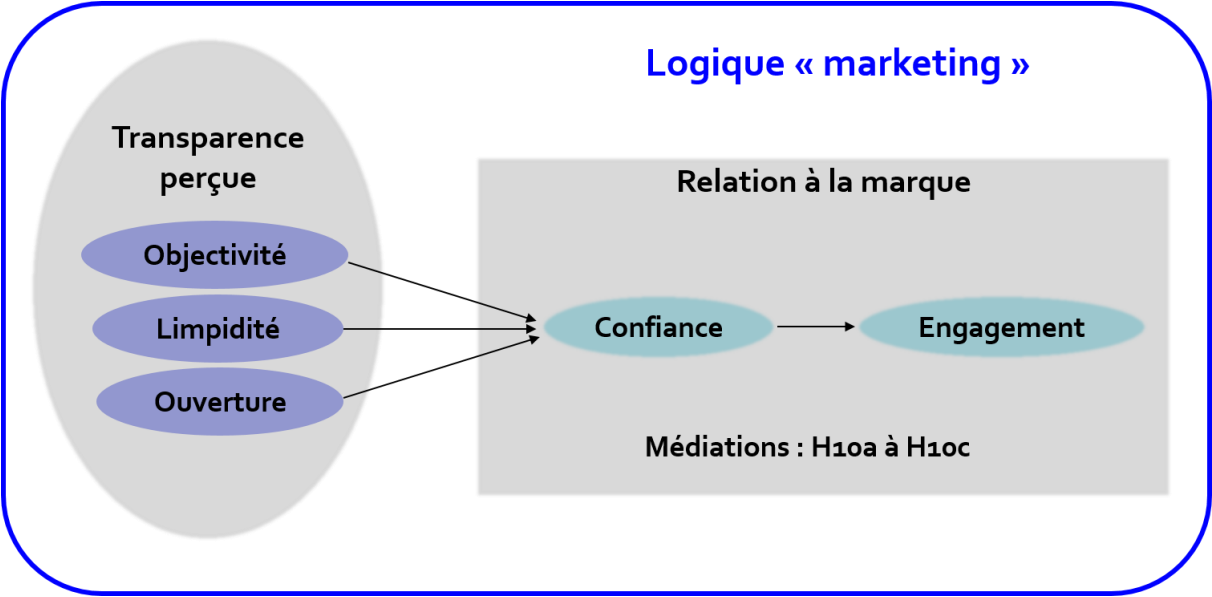 Logique « marketing »
Transparence
perçue
Objectivité
Limpidité
Ouverture
Relation à la marque
Confiance
Engagement
Médiations : H10a à H10c